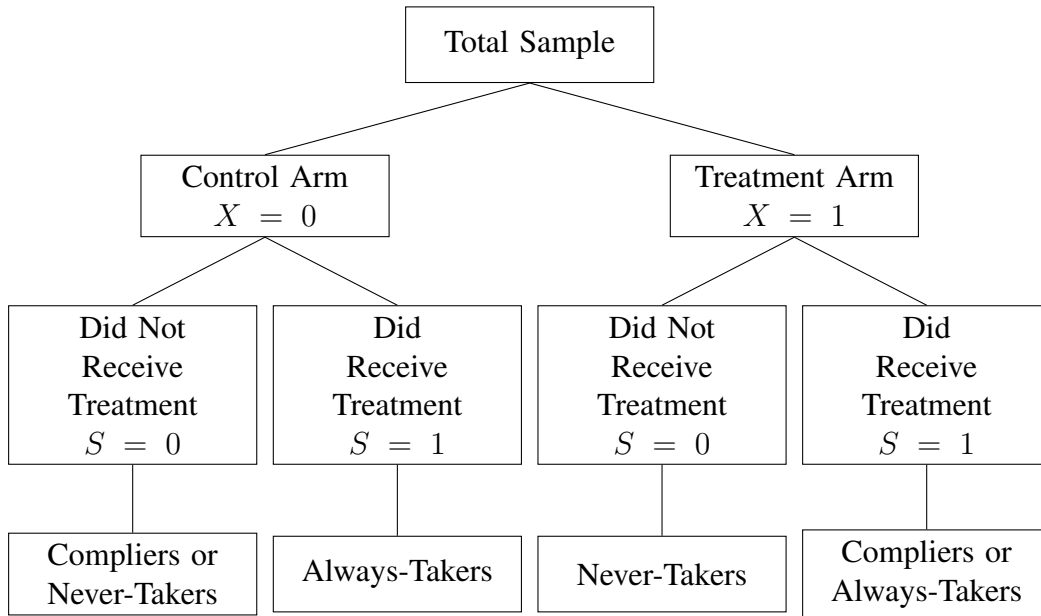 Total Sample
Control Arm
X = 0
Treatment Arm
X = 1
Did Not
Receive
Treatment
S = 0
Did
Receive
Treatment
S = 1
Did Not
Receive
Treatment
S = 0
Did
Receive
Treatment
S = 1
Compliers or
Never-Takers
Always-Takers
Never-Takers
Compliers or
Always-Takers